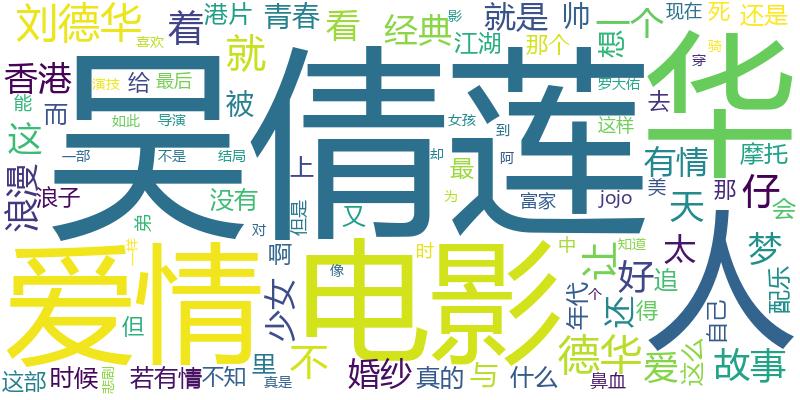 刘德华
着
港片
青春
看
经典
就是
帅
一个
想
现在
死
还是
影
喜欢
就
江湖
那个
骑
穿
香港
演技
给
最后
被
吴倩莲
华
罗大佑
去
能
而
这
如此
导演
女孩
到
这样
有情
摩托
一部
不是
结局
上
却
阿
最
浪漫
浪子
没有
富家
jojo
美
那
仔
为
弟
对
但是
又
天
会
世
啊
太
梦
爱情
电影
像
时
中
让
知道
好
追
配乐
少女
年代
个
还
得
自己
但
不
里
德华
爱
这么
故事
这部
时候
悲剧
若有情
不知
真是
婚纱
真的
与
什么
鼻血
人